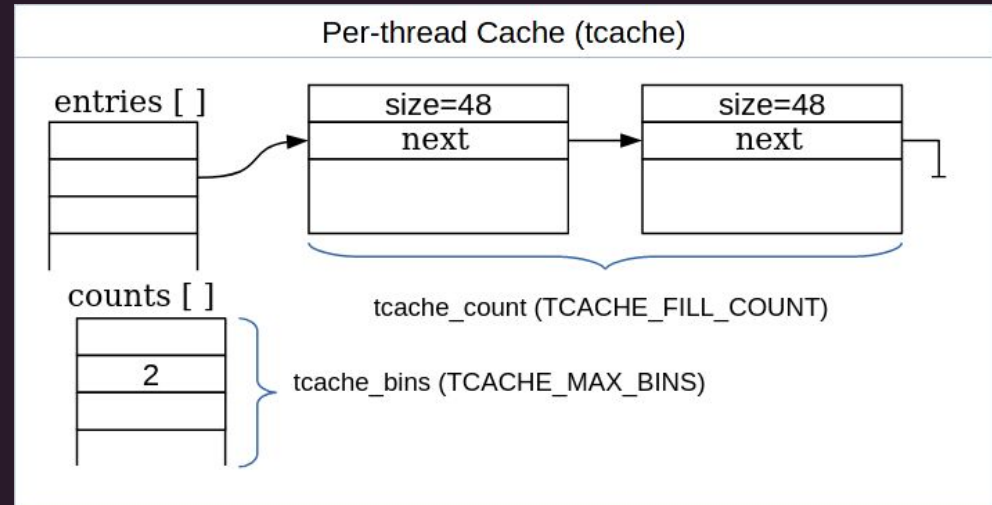 Per-thread Cache (tcache)
entries [ ]
size=48
next
size=48
next
counts [ ]
2
tcache_count (TCACHE_FILL_COUNT)
tcache_bins (TCACHE_MAX_BINS)